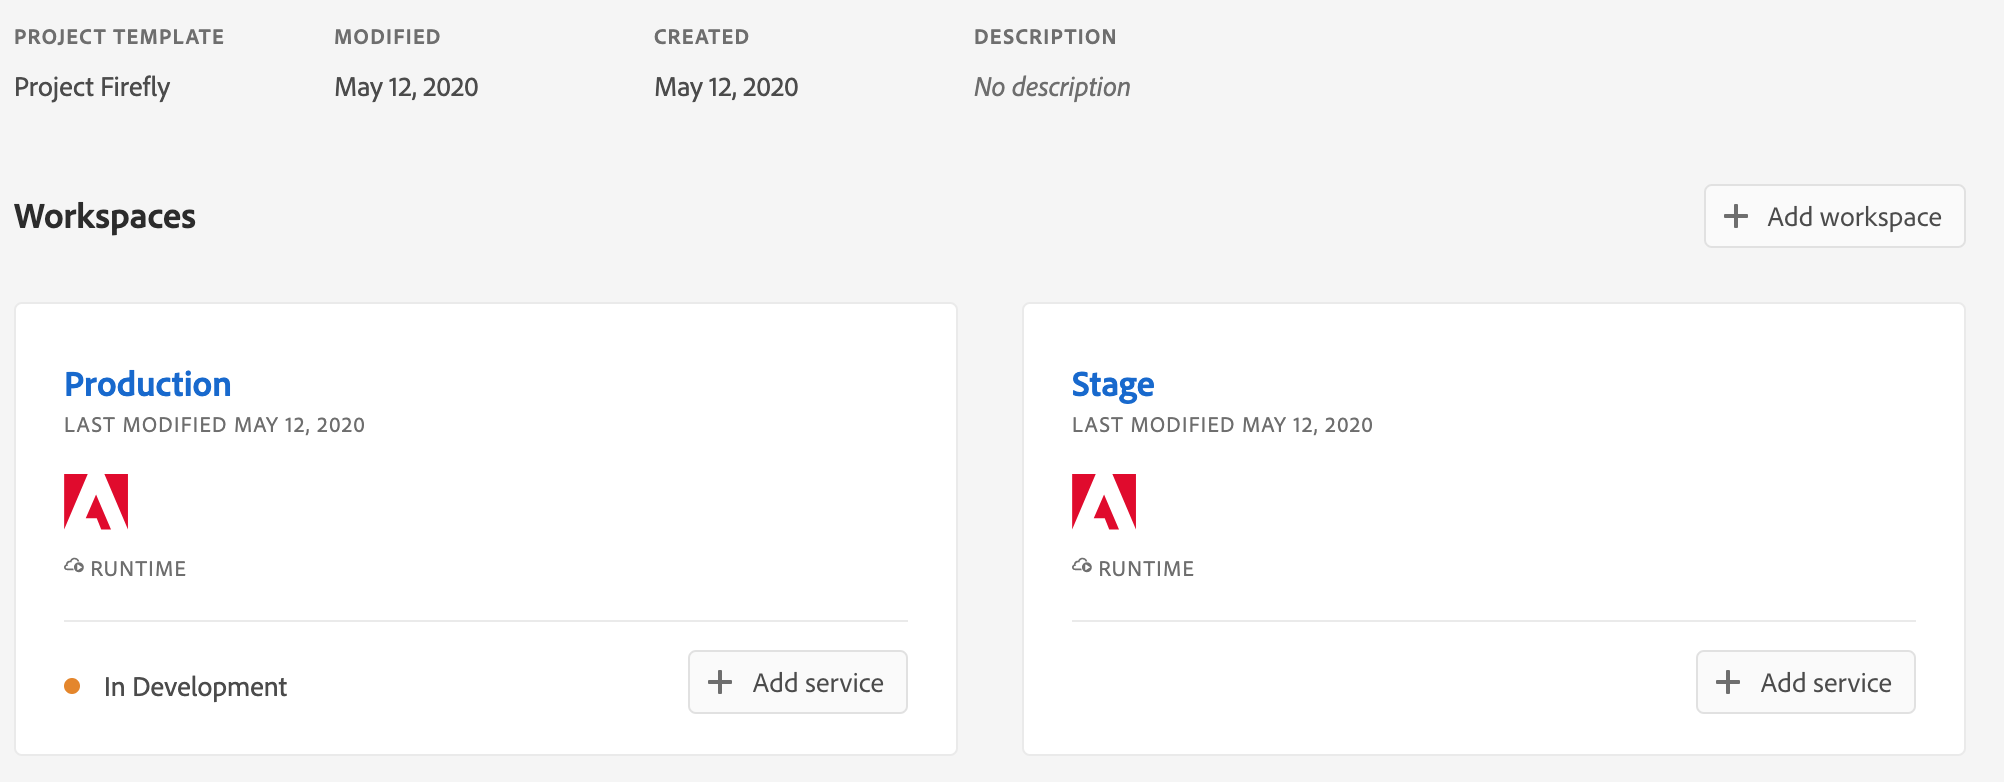 PROJECT TEMPLATE MODIFIED CREATED DESCRIPTION
Project Firefly May 12, 2020 May 12, 2020 No description
Workspaces
Add workspace
Production
LAST MODIFIED MAY 12, 2020
RUNTIME
In Development
Add service
Stage
LAST MODIFIED MAY 12, 2020
RUNTIME
Add service